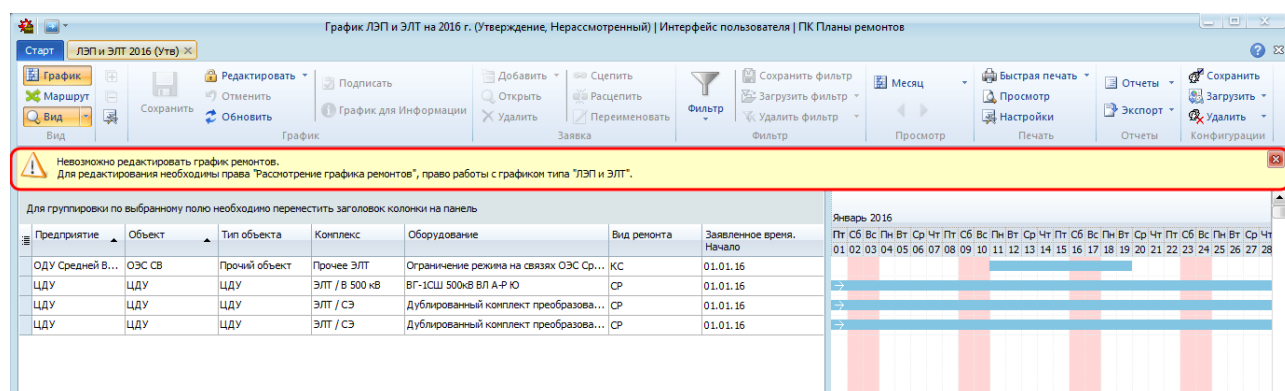 График ЛЭП и ЭЛТ на 2016 г. (Утверждение, Нерассмотренный) | Интерфейс пользователя | ПК Планы ремонтов
Старт ЛЭП и ЭЛТ 2016 (Утв)
График Редактировать Подписать Добавить Сцепить Сохранить фильтр Месяц Быстрая печать Отчеты Сохранить
Маршрут Сохранить Отменить Открыть Расцепить Фильтр Загрузить фильтр Просмотр Загрузить
Вид Обновить График для Информации Удалить Переименовать Удалить фильтр Настройки Экспорт Удалить
Вид График Заявка Фильтр Просмотр Печать Отчеты Конфигурации
Невозможно редактировать график ремонтов.
Для редактирования необходимы права "Рассмотрение графика ремонтов", право работы с графиком типа "ЛЭП и ЭЛТ".
Для группировки по выбранному полю необходимо переместить заголовок колонки на панель
Январь 2016
Предприятие Объект Тип объекта Комплекс Оборудование Вид ремонта Заявленное время. Начало
Пт Сб Вс Пн Вт Ср Чт Пт Сб Вс Пн Вт Ср Чт Пт Сб Вс Пн Вт Ср Чт Пт Сб Вс Пн Вт Ср Чт
01 02 03 04 05 06 07 08 09 10 11 12 13 14 15 16 17 18 19 20 21 22 23 24 25 26 27 28
ОДУ Средней В... ОЭС СВ Прочий объект Прочее ЭЛТ Ограничение режима на связях ОЭС Ср... КС 01.01.16
ЦДУ ЦДУ ЦДУ ЭЛТ / В 500 кВ ВГ-1СШ 500кВ ВЛ А-Р Ю СР 01.01.16
ЦДУ ЦДУ ЦДУ ЭЛТ / СЭ Дублированный комплект преобразова... СР 01.01.16
ЦДУ ЦДУ ЦДУ ЭЛТ / СЭ Дублированный комплект преобразова... СР 01.01.16